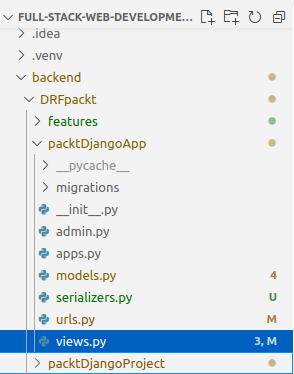 FULL-STACK-WEB-DEVELOPME...
.idea
.venv
backend
DRFpackt
features
packtDjangoApp
__pycache__
migrations
__init__.py
admin.py
apps.py
models.py 4
serializers.py U
urls.py M
views.py 3, M
packtDjangoProject